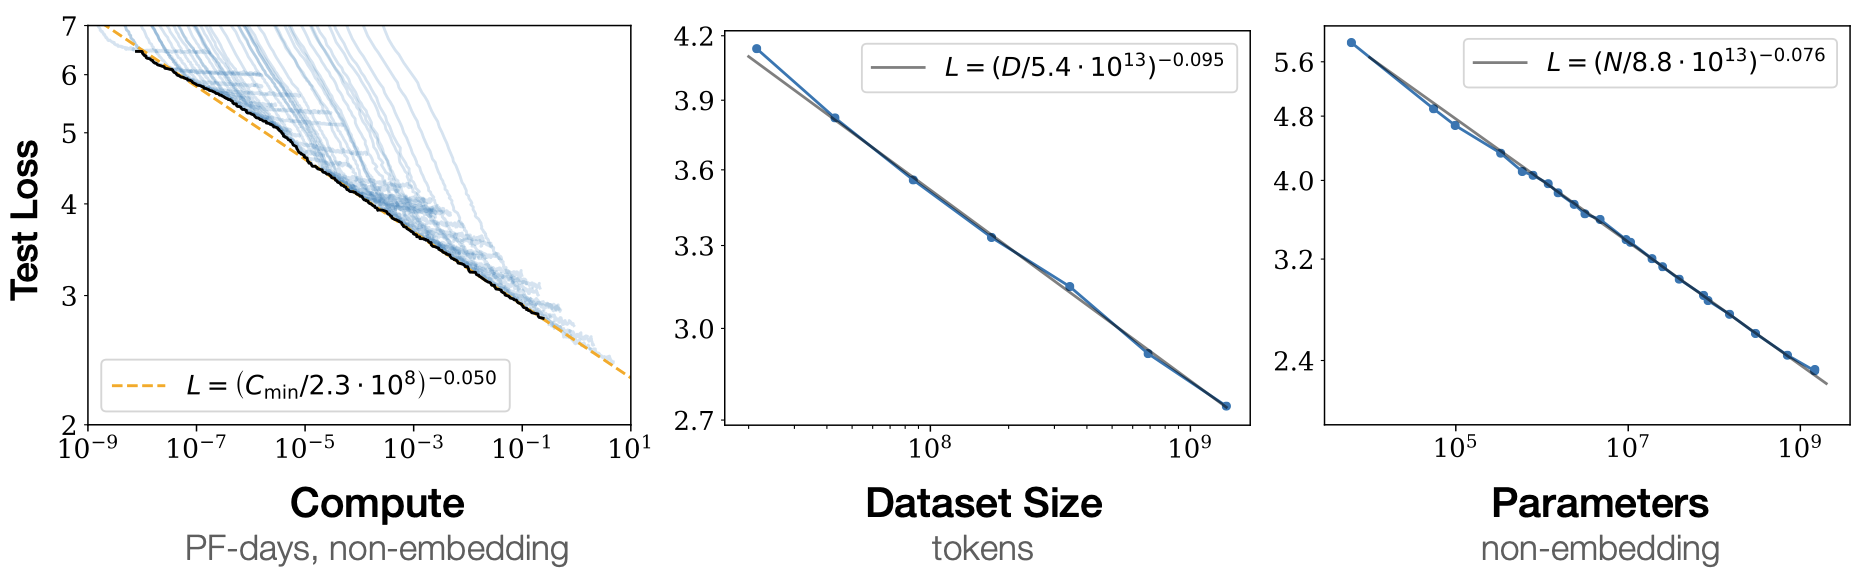 Test Loss
7
6
5
4
3
2
L = (C_min/2.3 · 10^8)^−0.050
10^−9 10^−7 10^−5 10^−3 10^−1 10^1
Compute
PF-days, non-embedding
4.2
3.9
3.6
3.3
3.0
2.7
L = (D/5.4 · 10^13)^−0.095
10^8 10^9
Dataset Size
tokens
5.6
4.8
4.0
3.2
2.4
L = (N/8.8 · 10^13)^−0.076
10^5 10^7 10^9
Parameters
non-embedding